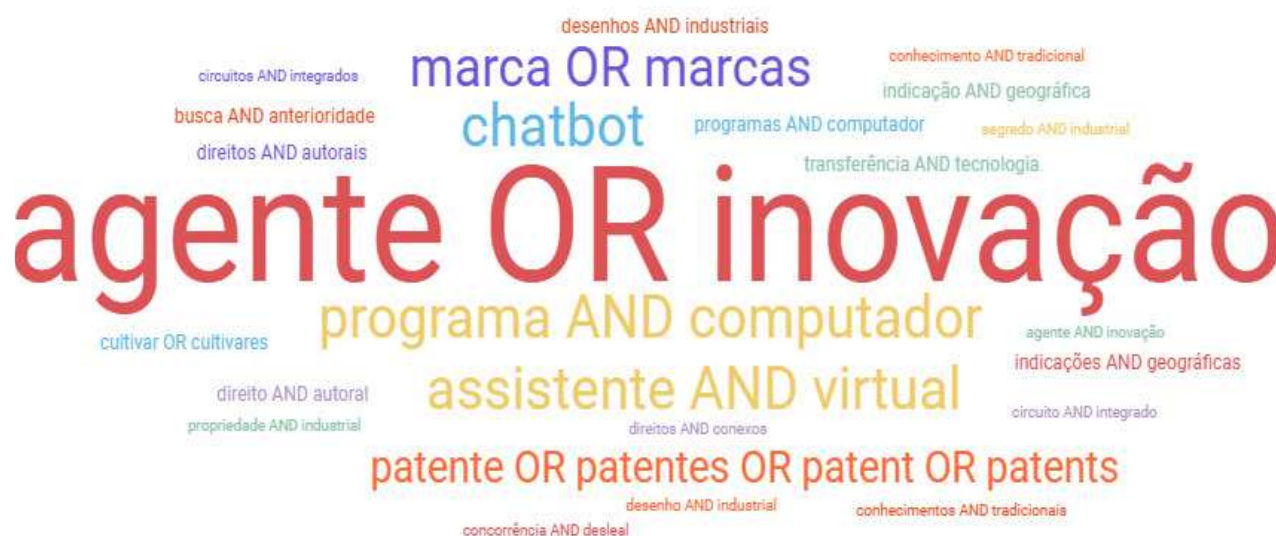 desenhos AND industriais
marca OR marcas
conhecimento AND tradicional
circuitos AND integrados
indicação AND geográfica
busca AND anterioridade
chatbot
programas AND computador
segredo AND industrial
direitos AND autorais
transferência AND tecnologia
agente OR inovação
programa AND computador
agente AND inovação
cultivar OR cultivares
indicações AND geográficas
assistente AND virtual
direito AND autoral
circuito AND integrado
propriedade AND industrial
direitos AND conexos
patente OR patentes OR patent OR patents
desenho AND industrial
conhecimentos AND tradicionais
concorrência AND desleal